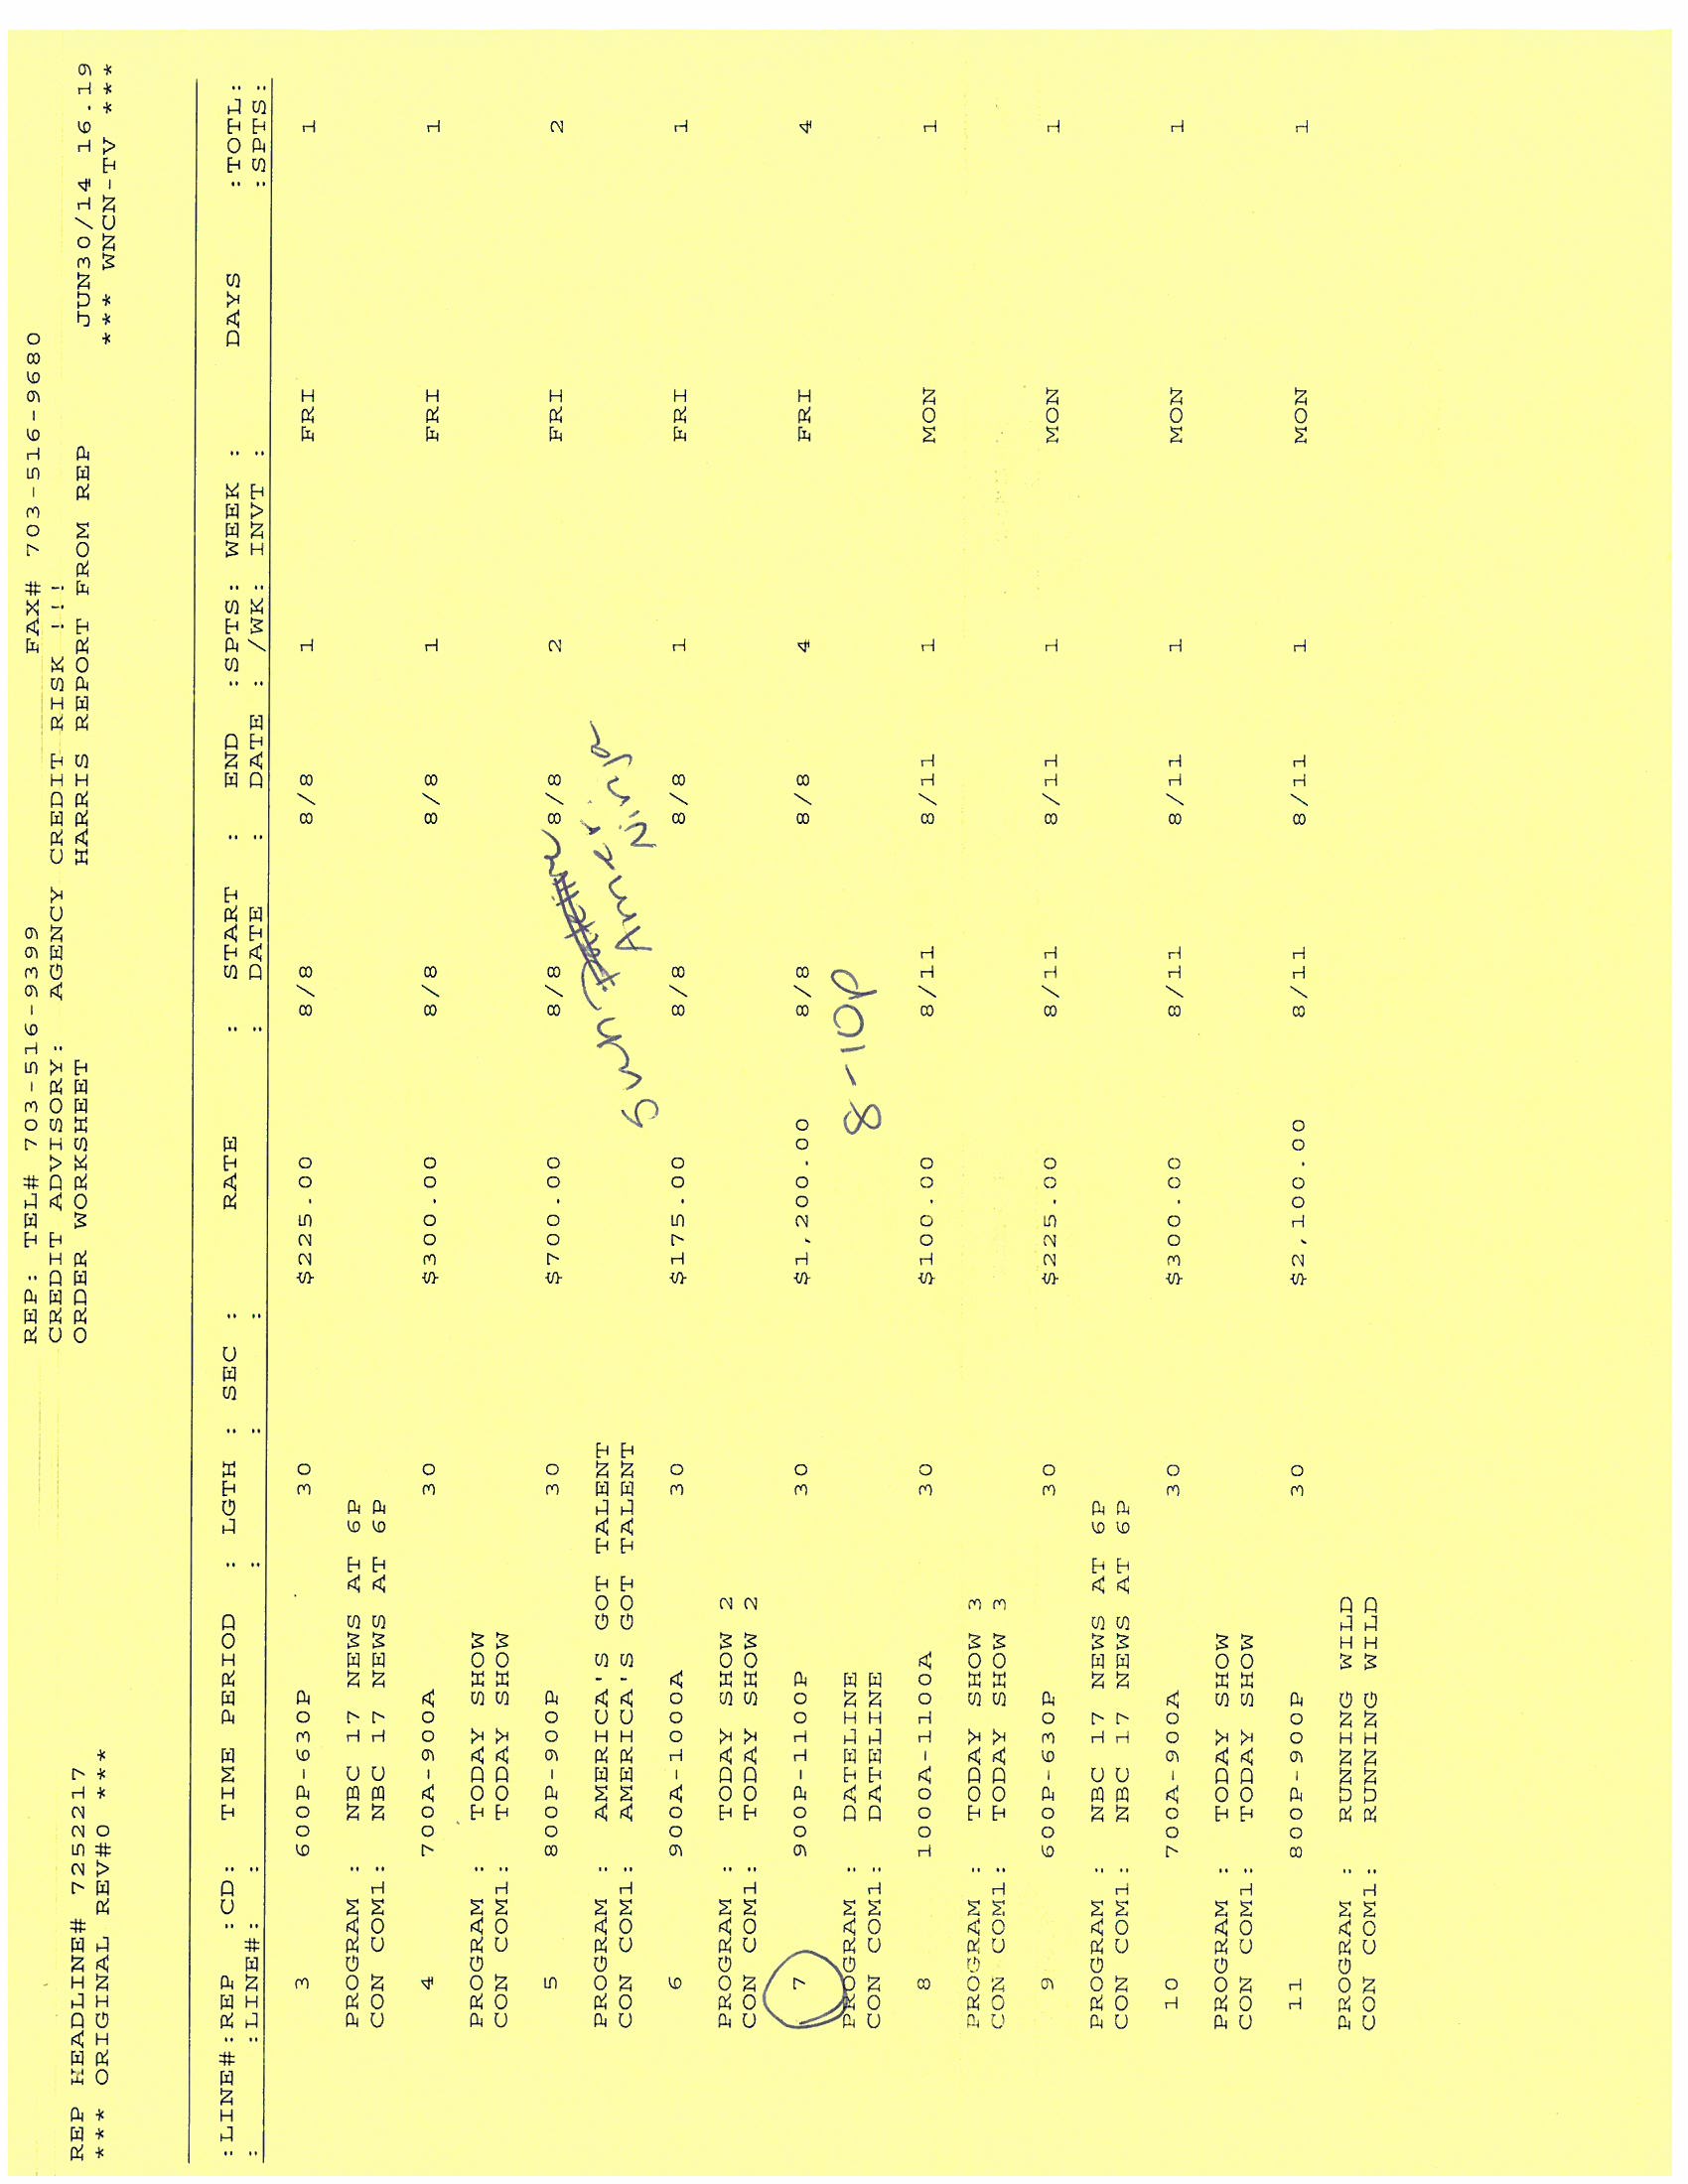 REP: TEL# 703-516-9399 FAX# 703-516-9680
CREDIT ADVISORY: AGENCY CREDIT RISK !!!
REP HEADLINE# 7252217 ORDER WORKSHEET HARRIS REPORT FROM REP JUN30/14 16.19
*** ORIGINAL REV#0 *** *** WNCN-TV ***
:LINE#:REP :CD: TIME PERIOD : LGTH : SEC : RATE : START : END :SPTS: WEEK : DAYS :TOTL:
: :LINE#: : : : : DATE : DATE : /WK: INVT : :SPTS:
3 600P-630P 30 $225.00 8/8 8/8 1 FRI 1
PROGRAM : NBC 17 NEWS AT 6P
CON COM1: NBC 17 NEWS AT 6P
4 700A-900A 30 $300.00 8/8 8/8 1 FRI 1
PROGRAM : TODAY SHOW
CON COM1: TODAY SHOW
5 800P-900P 30 $700.00 8/8 8/8 2 FRI 2
PROGRAM : AMERICA'S GOT TALENT
CON COM1: AMERICA'S GOT TALENT
Amer.
Ninja
6 900A-1000A 30 $175.00 8/8 8/8 1 FRI 1
PROGRAM : TODAY SHOW 2
CON COM1: TODAY SHOW 2
7 900P-1100P 30 $1,200.00 8/8 8/8 4 FRI 4
PROGRAM : DATELINE
CON COM1: DATELINE
8-10p
8 1000A-1100A 30 $100.00 8/11 8/11 1 MON 1
PROGRAM : TODAY SHOW 3
CON COM1: TODAY SHOW 3
9 600P-630P 30 $225.00 8/11 8/11 1 MON 1
PROGRAM : NBC 17 NEWS AT 6P
CON COM1: NBC 17 NEWS AT 6P
10 700A-900A 30 $300.00 8/11 8/11 1 MON 1
PROGRAM : TODAY SHOW
CON COM1: TODAY SHOW
11 800P-900P 30 $2,100.00 8/11 8/11 1 MON 1
PROGRAM : RUNNING WILD
CON COM1: RUNNING WILD